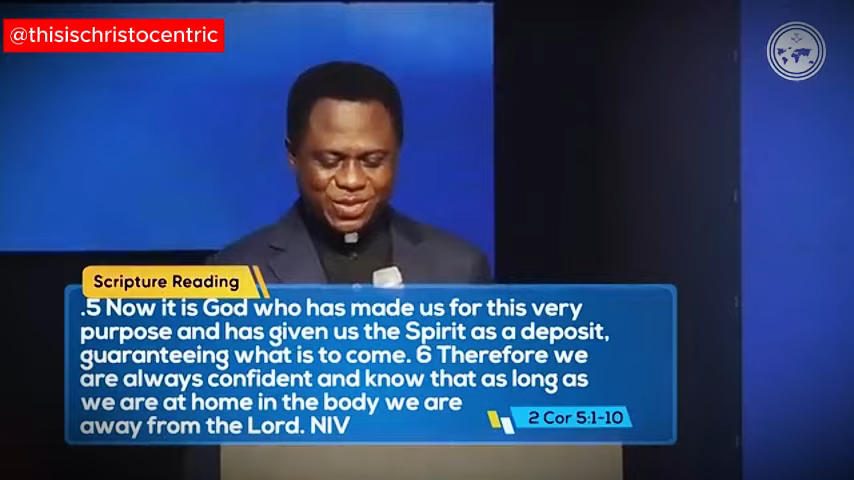 @thisischristocentric
Scripture Reading
.5 Now it is God who has made us for this very
purpose and has given us the Spirit as a deposit,
guaranteeing what is to come. 6 Therefore we
are always confident and know that as long as
we are at home in the body we are
away from the Lord. NIV
2 Cor 5:1-10